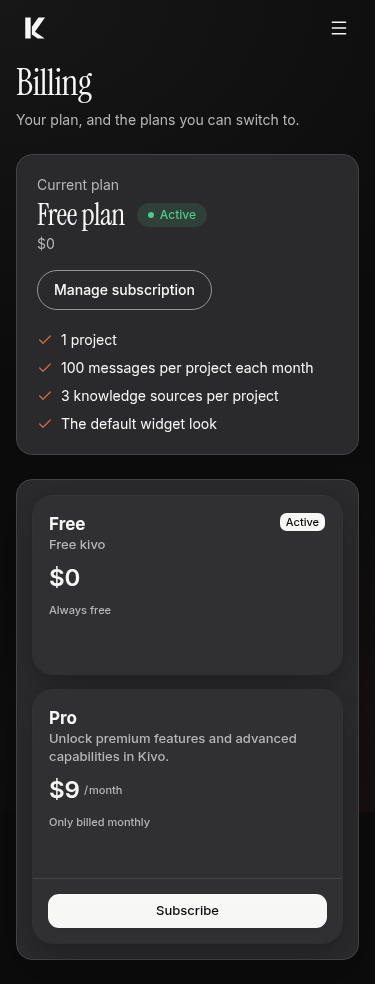 K
Billing
Your plan, and the plans you can switch to.
Current plan
Free plan
Active
$0
Manage subscription
1 project
100 messages per project each month
3 knowledge sources per project
The default widget look
Free
Active
Free kivo
$0
Always free
Pro
Unlock premium features and advanced
capabilities in Kivo.
$9 /month
Only billed monthly
Subscribe